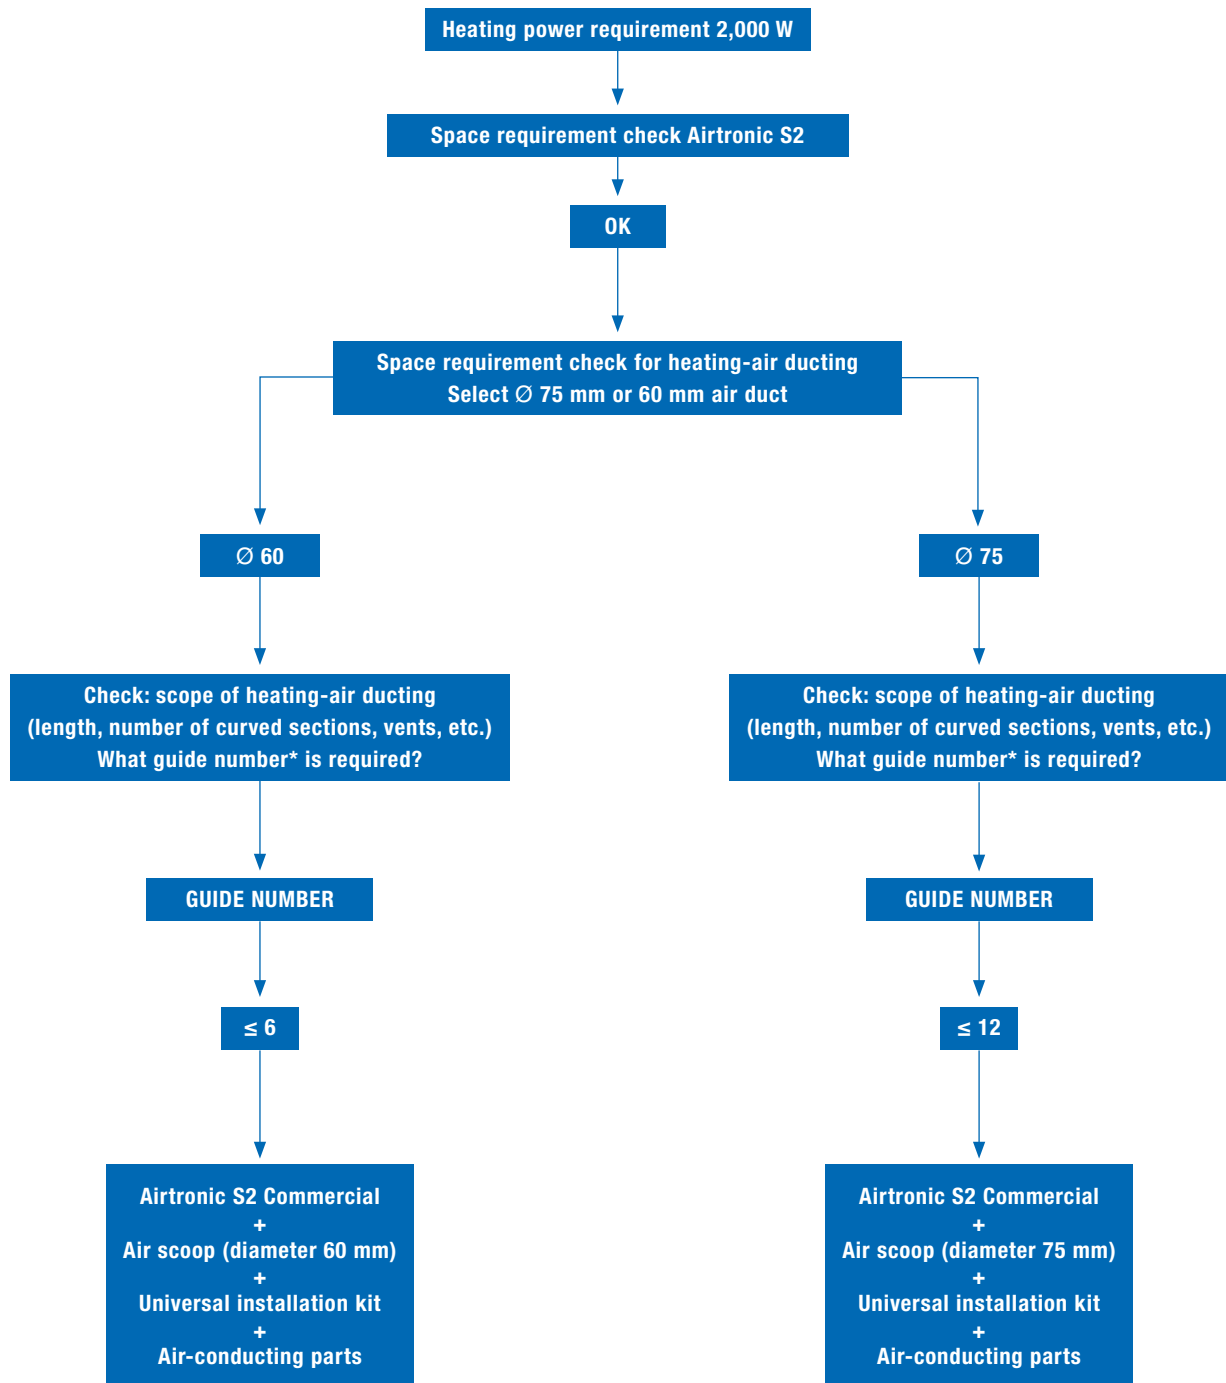 Heating power requirement 2,000 W
Space requirement check Airtronic S2
OK
Space requirement check for heating-air ducting
Select Ø 75 mm or 60 mm air duct
Ø 60
Ø 75
Check: scope of heating-air ducting
(length, number of curved sections, vents, etc.)
What guide number* is required?
Check: scope of heating-air ducting
(length, number of curved sections, vents, etc.)
What guide number* is required?
GUIDE NUMBER
GUIDE NUMBER
≤ 6
≤ 12
Airtronic S2 Commercial
+
Air scoop (diameter 60 mm)
+
Universal installation kit
+
Air-conducting parts
Airtronic S2 Commercial
+
Air scoop (diameter 75 mm)
+
Universal installation kit
+
Air-conducting parts